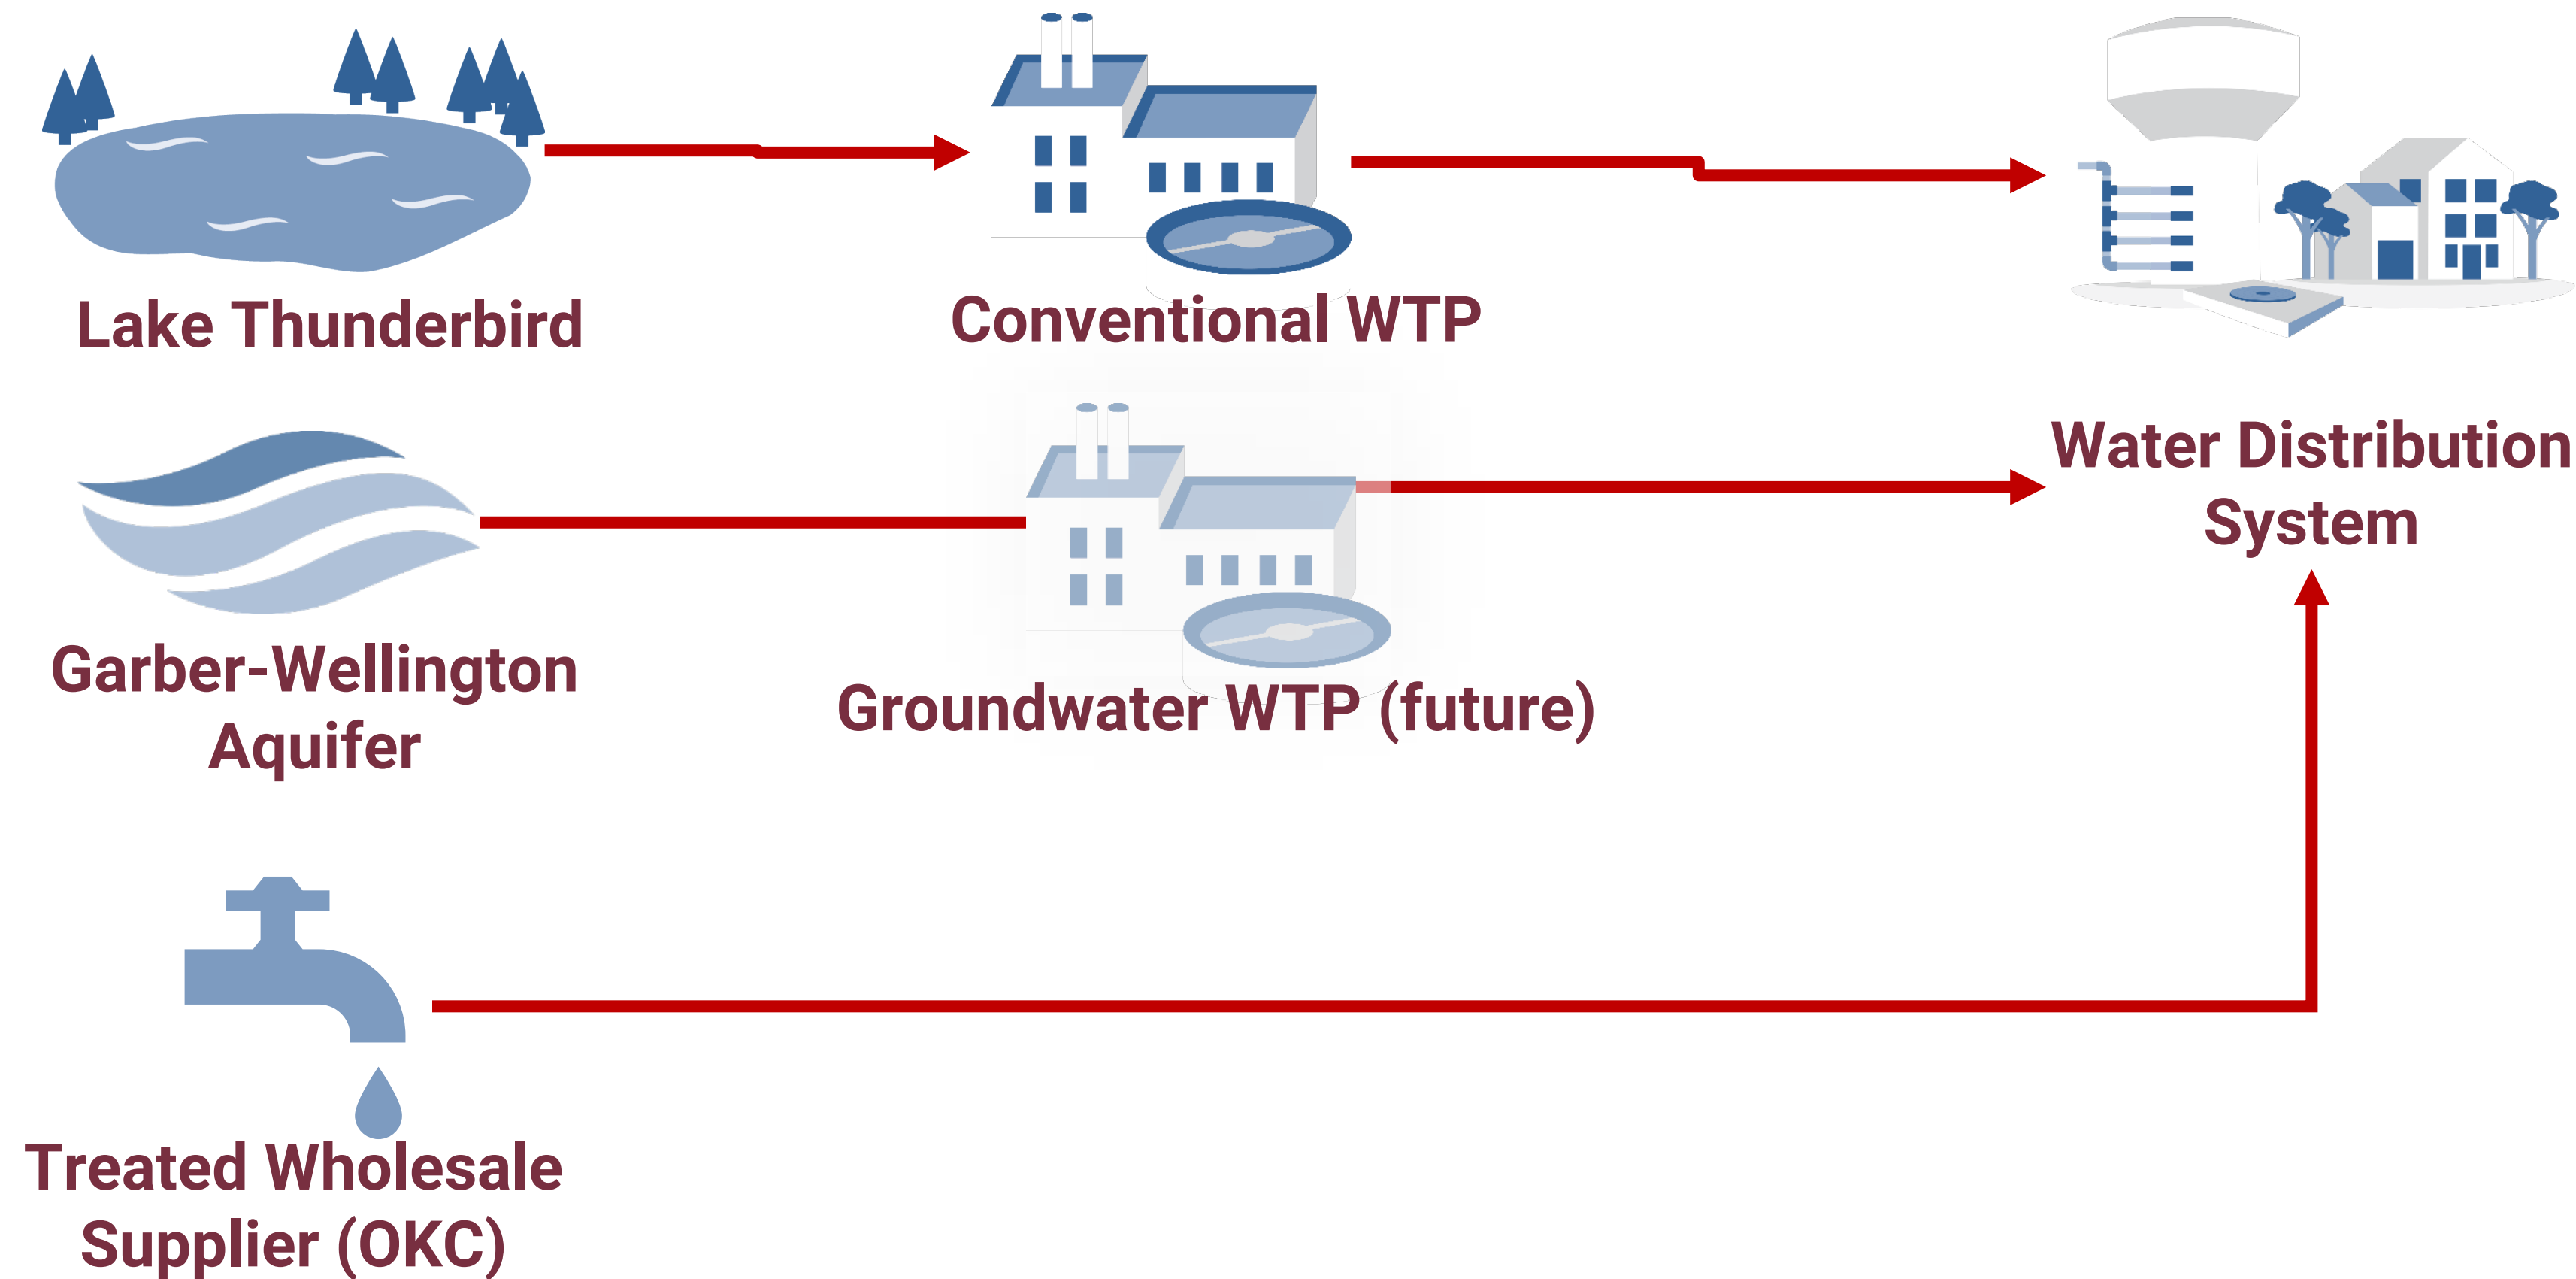 Lake Thunderbird
Conventional WTP
Water Distribution
System
Garber-Wellington
Aquifer
Groundwater WTP (future)
Treated Wholesale
Supplier (OKC)